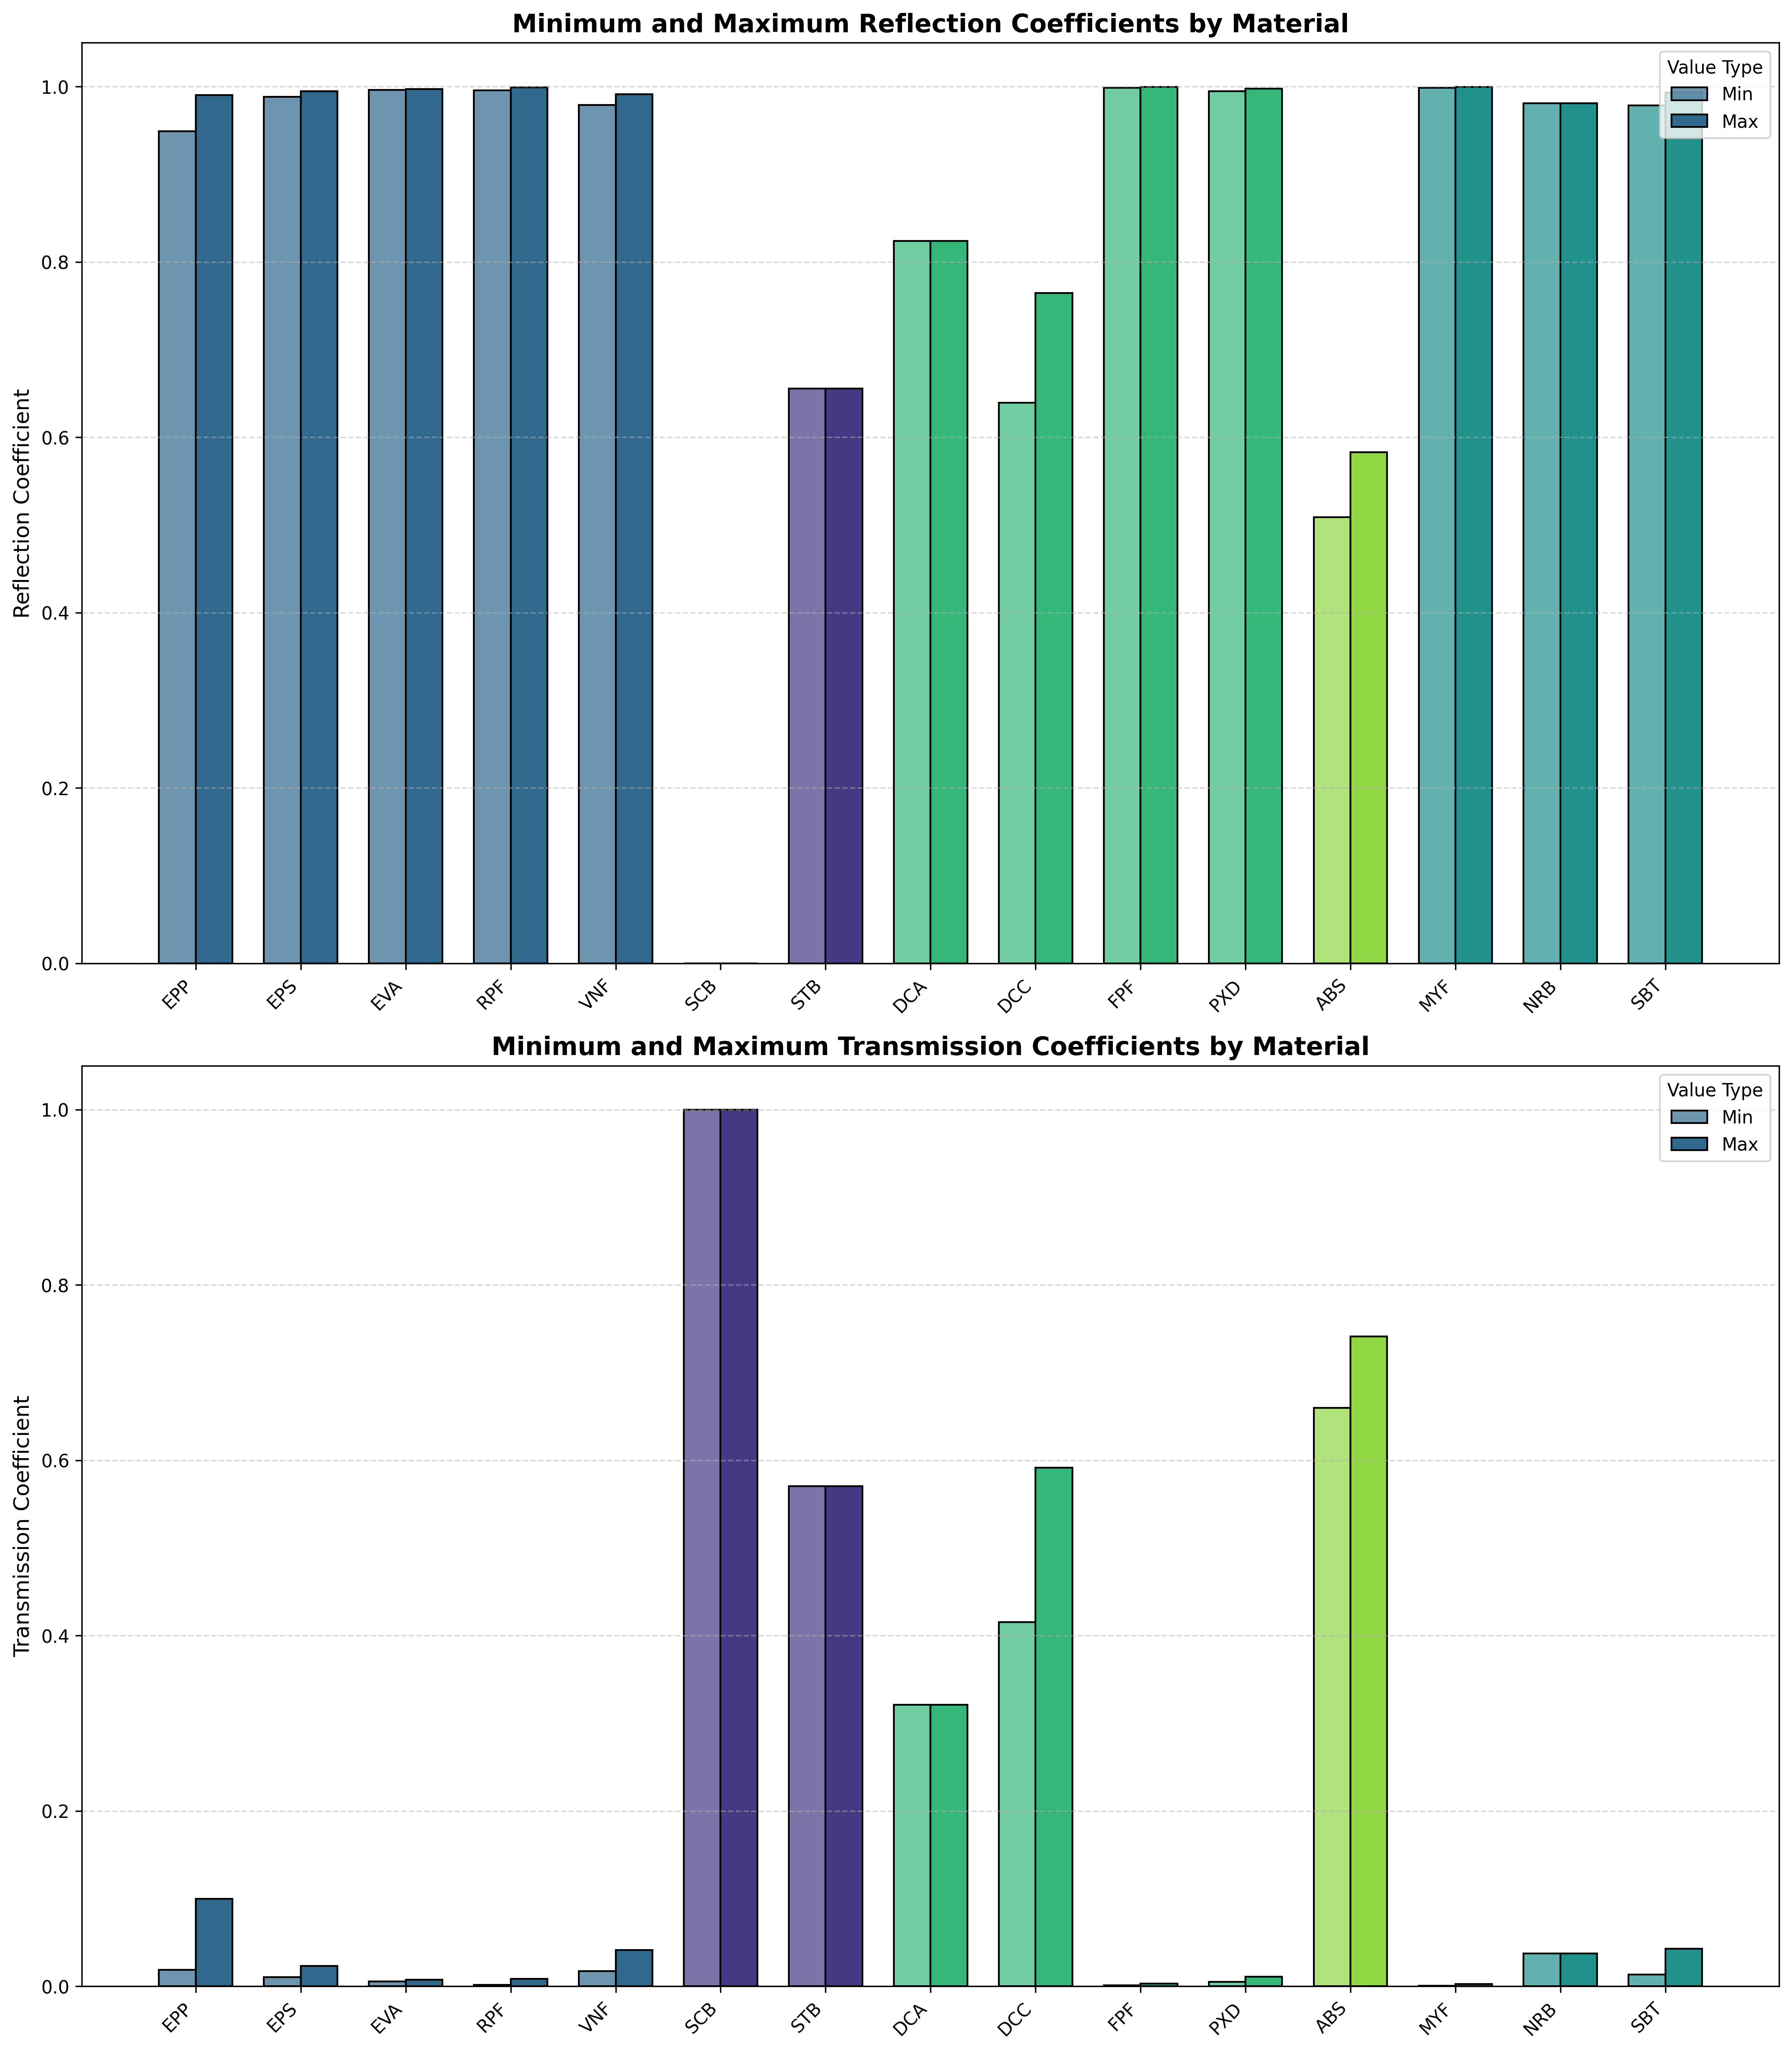 Minimum and Maximum Reflection Coefficients by Material
Value Type
Min
Max
Reflection Coefficient
1.0
0.8
0.6
0.4
0.2
0.0
EPP EPS EVA RPF VNF SCB STB DCA DCC FPF PXD ABS MYF NRB SBT
Minimum and Maximum Transmission Coefficients by Material
Value Type
Min
Max
Transmission Coefficient
1.0
0.8
0.6
0.4
0.2
0.0
EPP EPS EVA RPF VNF SCB STB DCA DCC FPF PXD ABS MYF NRB SBT